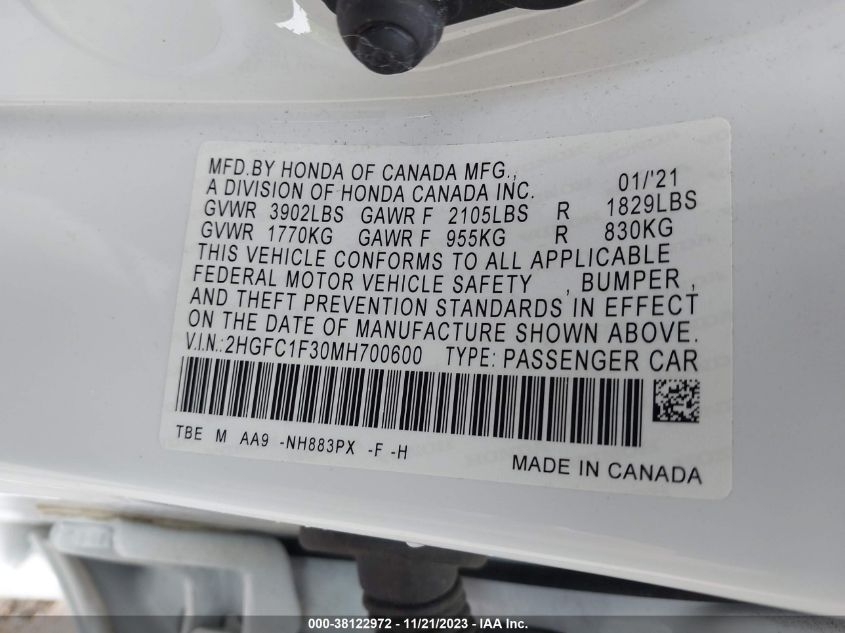 MFD.BY HONDA OF CANADA MFG.,
A DIVISION OF HONDA CANADA INC. 01/'21
GVWR 3902LBS GAWR F 2105LBS R 1829LBS
GVWR 1770KG GAWR F 955KG R 830KG
THIS VEHICLE CONFORMS TO ALL APPLICABLE
FEDERAL MOTOR VEHICLE SAFETY , BUMPER ,
AND THEFT PREVENTION STANDARDS IN EFFECT
ON THE DATE OF MANUFACTURE SHOWN ABOVE.
V.I.N.:2HGFC1F30MH700600 TYPE: PASSENGER CAR
TBE M AA9 -NH883PX -F -H
MADE IN CANADA
000-38122972 - 11/21/2023 - IAA Inc.